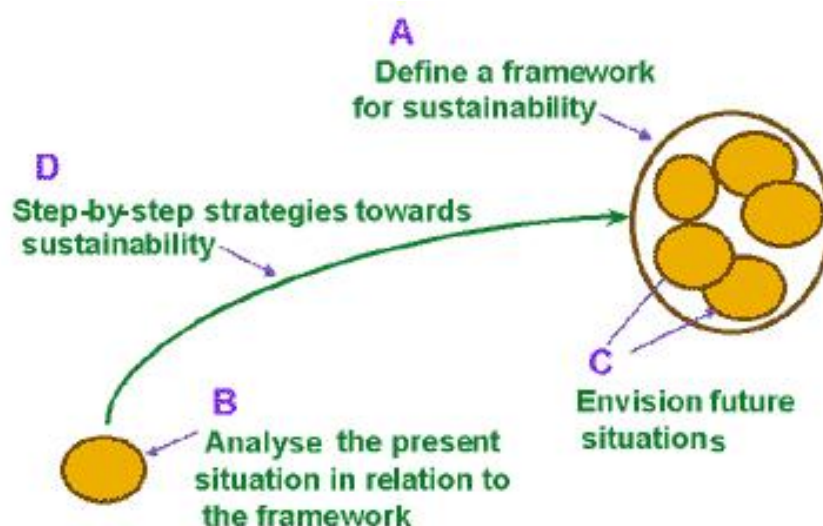 A
Define a framework
for sustainability
D
Step-by-step strategies towards
sustainability
B
Analyse the present
situation in relation to
the framework
C
Envision future
situations